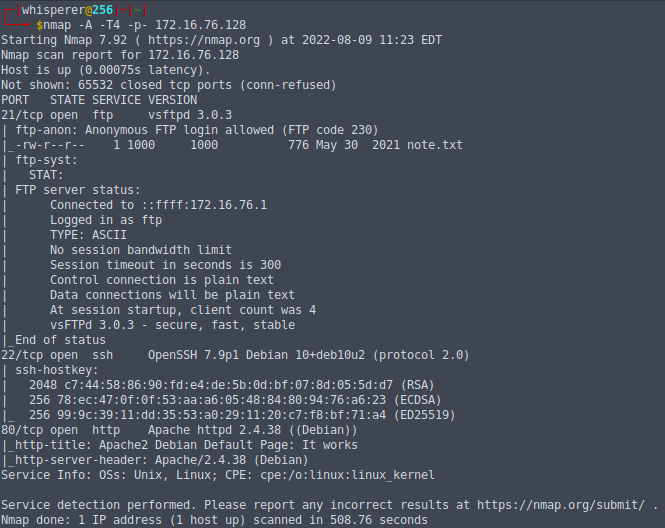 [whisperer@256]-[~]
$nmap -A -T4 -p- 172.16.76.128
Starting Nmap 7.92 ( https://nmap.org ) at 2022-08-09 11:23 EDT
Nmap scan report for 172.16.76.128
Host is up (0.00075s latency).
Not shown: 65532 closed tcp ports (conn-refused)
PORT   STATE SERVICE VERSION
21/tcp open  ftp     vsftpd 3.0.3
| ftp-anon: Anonymous FTP login allowed (FTP code 230)
|_-rw-r--r--    1 1000     1000          776 May 30  2021 note.txt
| ftp-syst:
|   STAT:
| FTP server status:
|      Connected to ::ffff:172.16.76.1
|      Logged in as ftp
|      TYPE: ASCII
|      No session bandwidth limit
|      Session timeout in seconds is 300
|      Control connection is plain text
|      Data connections will be plain text
|      At session startup, client count was 4
|      vsFTPd 3.0.3 - secure, fast, stable
|_End of status
22/tcp open  ssh     OpenSSH 7.9p1 Debian 10+deb10u2 (protocol 2.0)
| ssh-hostkey:
|   2048 c7:44:58:86:90:fd:e4:de:5b:0d:bf:07:8d:05:5d:d7 (RSA)
|   256 78:ec:47:0f:0f:53:aa:a6:05:48:84:80:94:76:a6:23 (ECDSA)
|_  256 99:9c:39:11:dd:35:53:a0:29:11:20:c7:f8:bf:71:a4 (ED25519)
80/tcp open  http    Apache httpd 2.4.38 ((Debian))
|_http-title: Apache2 Debian Default Page: It works
|_http-server-header: Apache/2.4.38 (Debian)
Service Info: OSs: Unix, Linux; CPE: cpe:/o:linux:linux_kernel
Service detection performed. Please report any incorrect results at https://nmap.org/submit/ .
Nmap done: 1 IP address (1 host up) scanned in 508.76 seconds